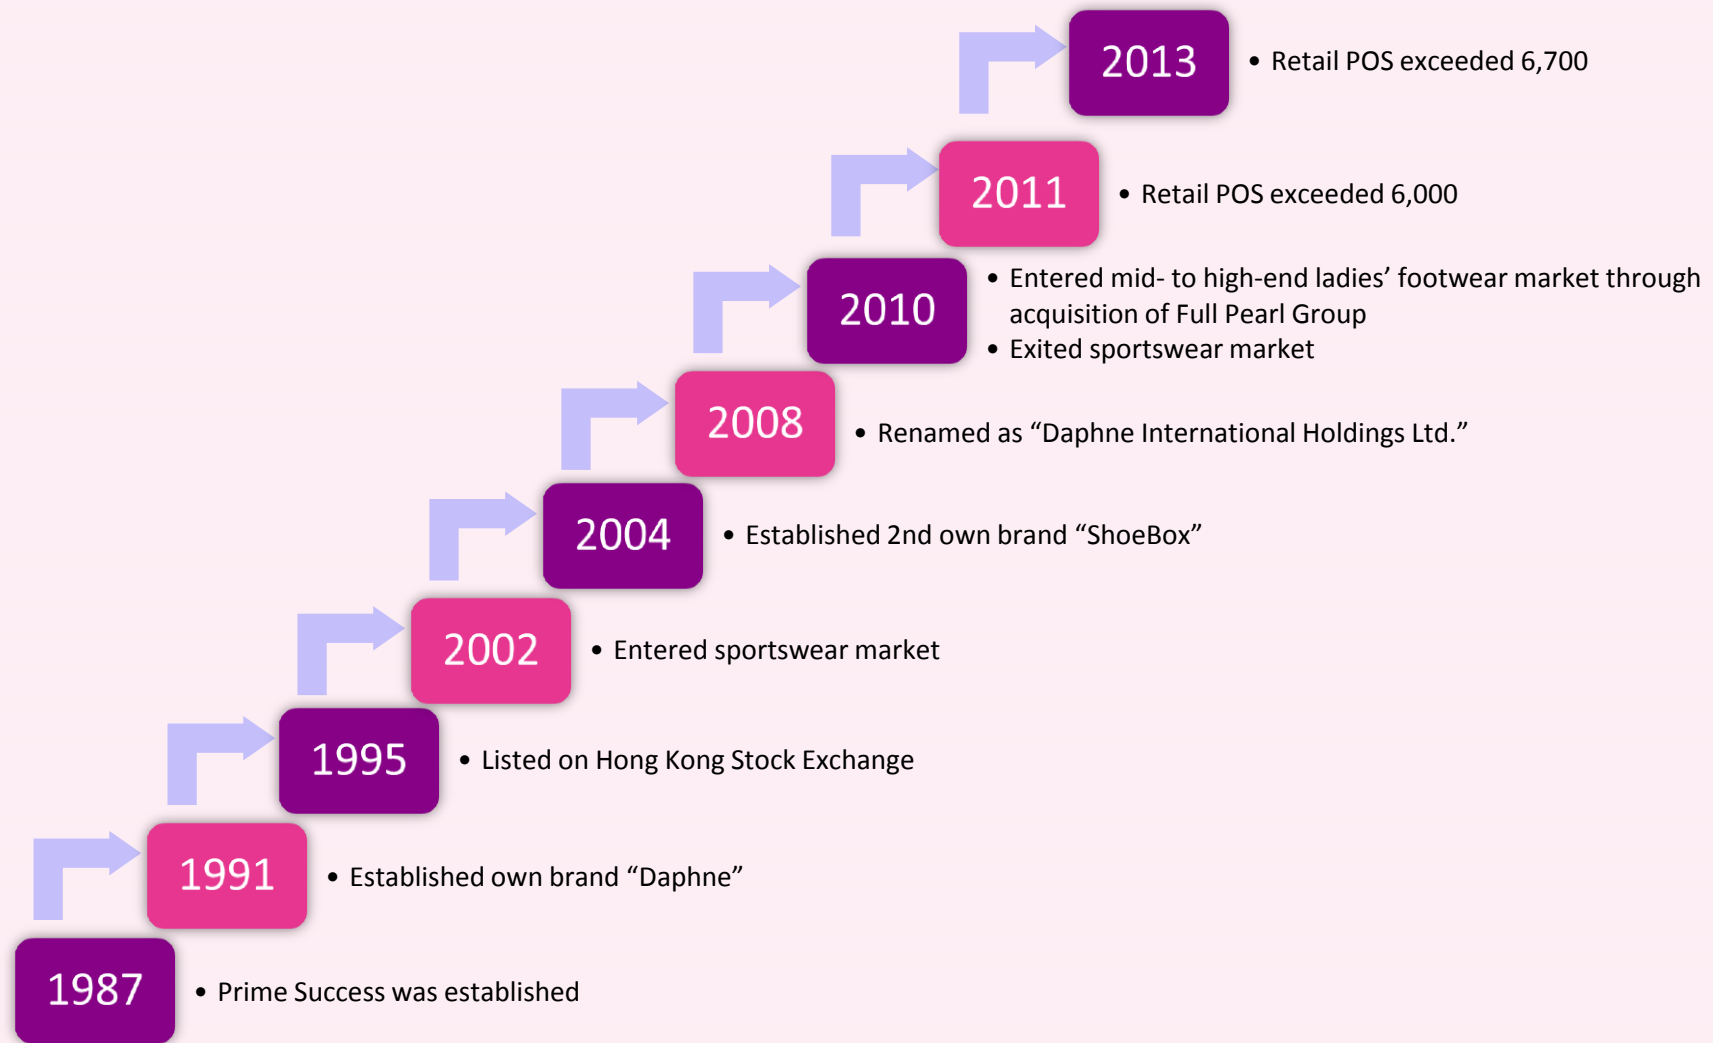 2013
• Retail POS exceeded 6,700
2011
• Retail POS exceeded 6,000
2010
• Entered mid- to high-end ladies’ footwear market through
acquisition of Full Pearl Group
• Exited sportswear market
2008
• Renamed as “Daphne International Holdings Ltd.”
2004
• Established 2nd own brand “ShoeBox”
2002
• Entered sportswear market
1995
• Listed on Hong Kong Stock Exchange
1991
• Established own brand “Daphne”
1987
• Prime Success was established